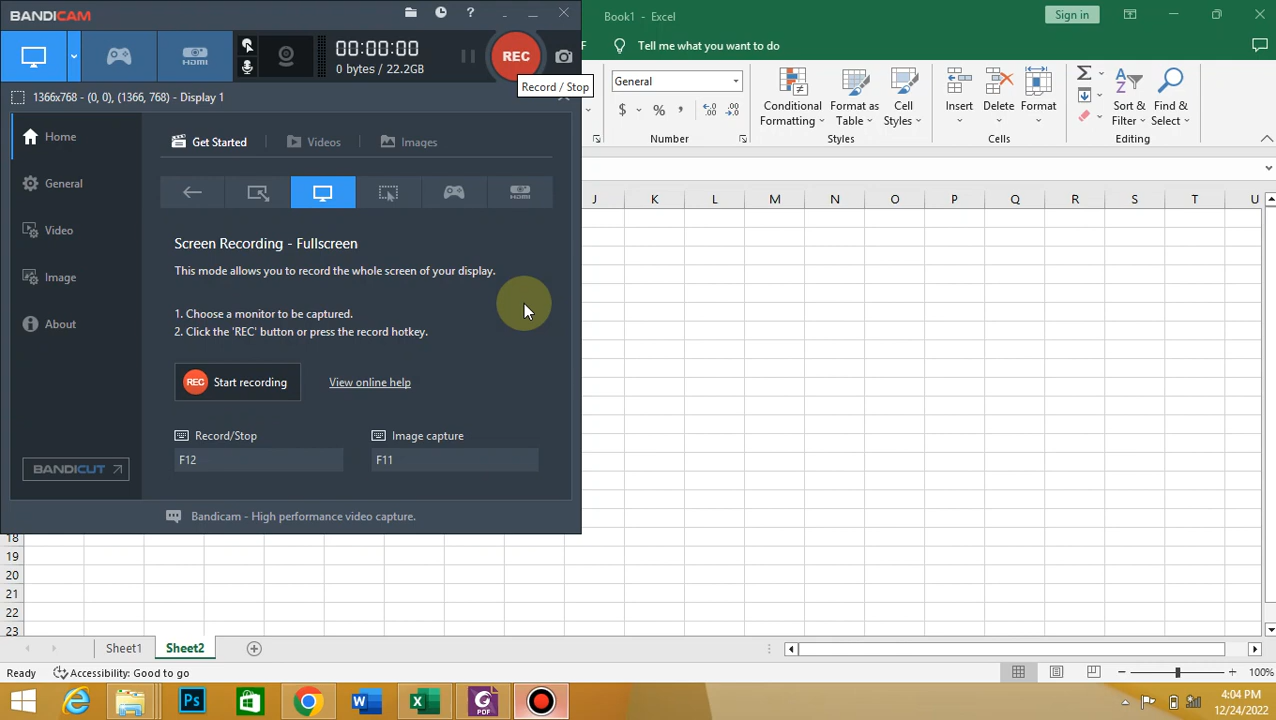 BANDICAM
?
Book1 - Excel
Sign in
HDMI
00:00:00
0 bytes / 22.2GB
REC
Tell me what you want to do
Record / Stop
1366x768 - (0, 0), (1366, 768) - Display 1
General
$ % ,
Number
Conditional Formatting
Format as Table
Cell Styles
Styles
Insert
Delete
Format
Cells
Sort & Filter
Find & Select
Editing
Home
General
Video
Image
About
BANDICUT
Get Started
Videos
Images
HDMI
Screen Recording - Fullscreen
This mode allows you to record the whole screen of your display.
1. Choose a monitor to be captured.
2. Click the 'REC' button or press the record hotkey.
REC Start recording
View online help
Record/Stop
Image capture
F12
F11
Bandicam - High performance video capture.
J K L M N O P Q R S T U
18
19
20
21
22
23
Sheet1
Sheet2
Ready
Accessibility: Good to go
100%
Ps
PDF
4:04 PM
12/24/2022